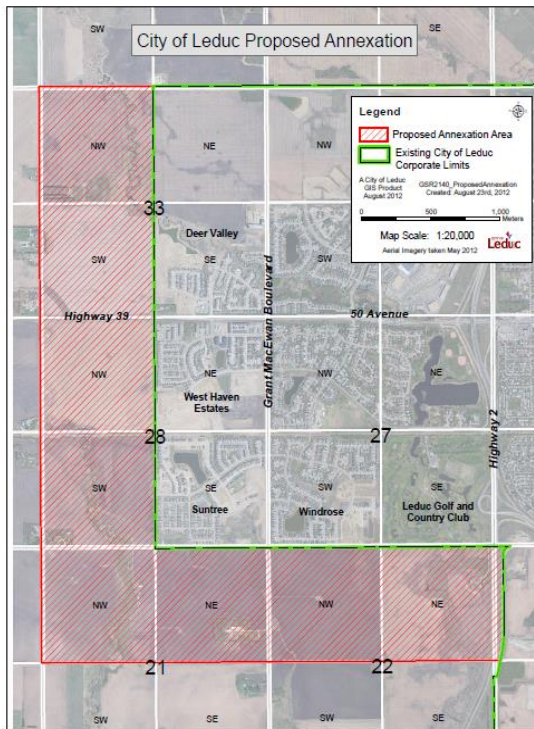 SW
SE
City of Leduc Proposed Annexation
Legend
Proposed Annexation Area
Existing City of Leduc
Corporate Limits
A City of Leduc
GIS Product
August 2012
GSR2140_ProposedAnnexation
Created: August 23rd, 2012
0 500 1,000
Meters
Map Scale: 1:20,000
Aerial Imagery taken May 2012
Leduc
NW
NE
NW
33
Deer Valley
SW
SE
SW
Grant MacEwan Boulevard
Highway 39
50 Avenue
NW
NE
NW
NE
West Haven
Estates
Highway 2
28
27
SW
SE
SW
SE
Suntree
Windrose
Leduc Golf and
Country Club
NW
NE
NW
NE
21
22
SW
SE
SW
SE